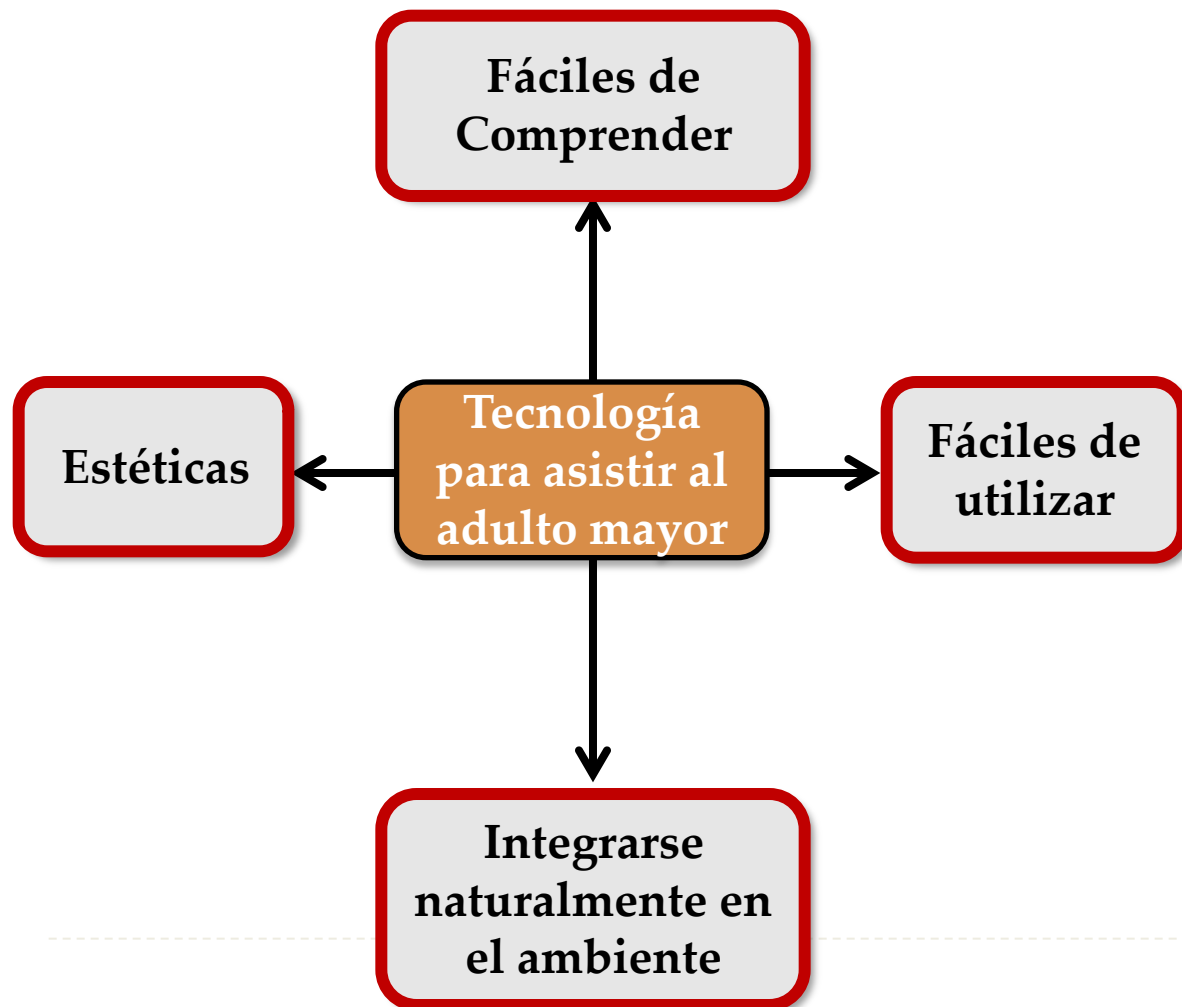 Fáciles de
Comprender
Estéticas
Tecnología
para asistir al
adulto mayor
Fáciles de
utilizar
Integrarse
naturalmente en
el ambiente